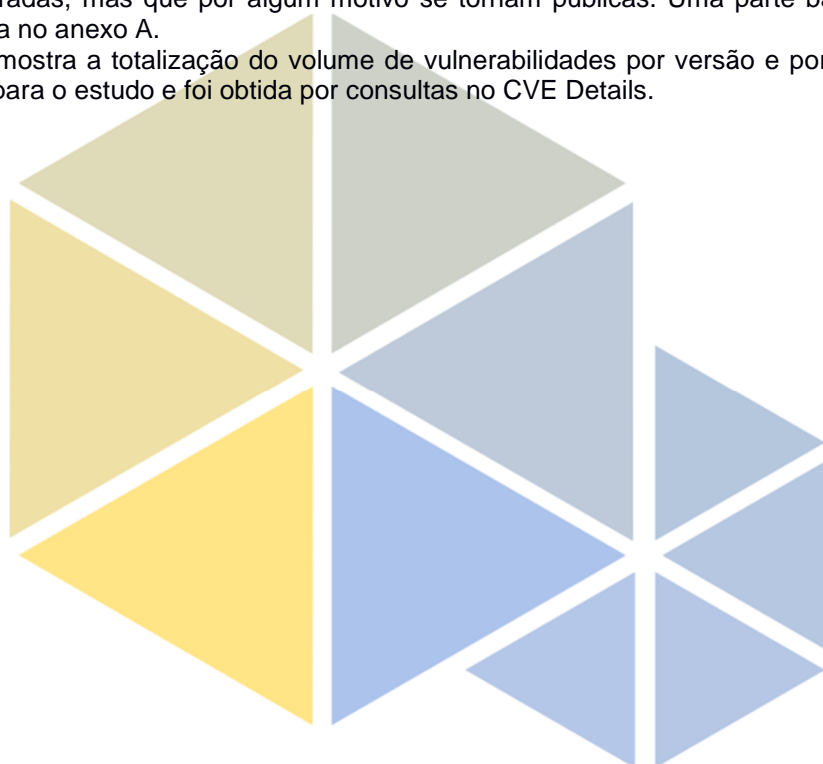 radas, mas que por algum motivo se tornam públicas. Uma parte ba
a no anexo A.
mostra a totalização do volume de vulnerabilidades por versão e por
para o estudo e foi obtida por consultas no CVE Details.